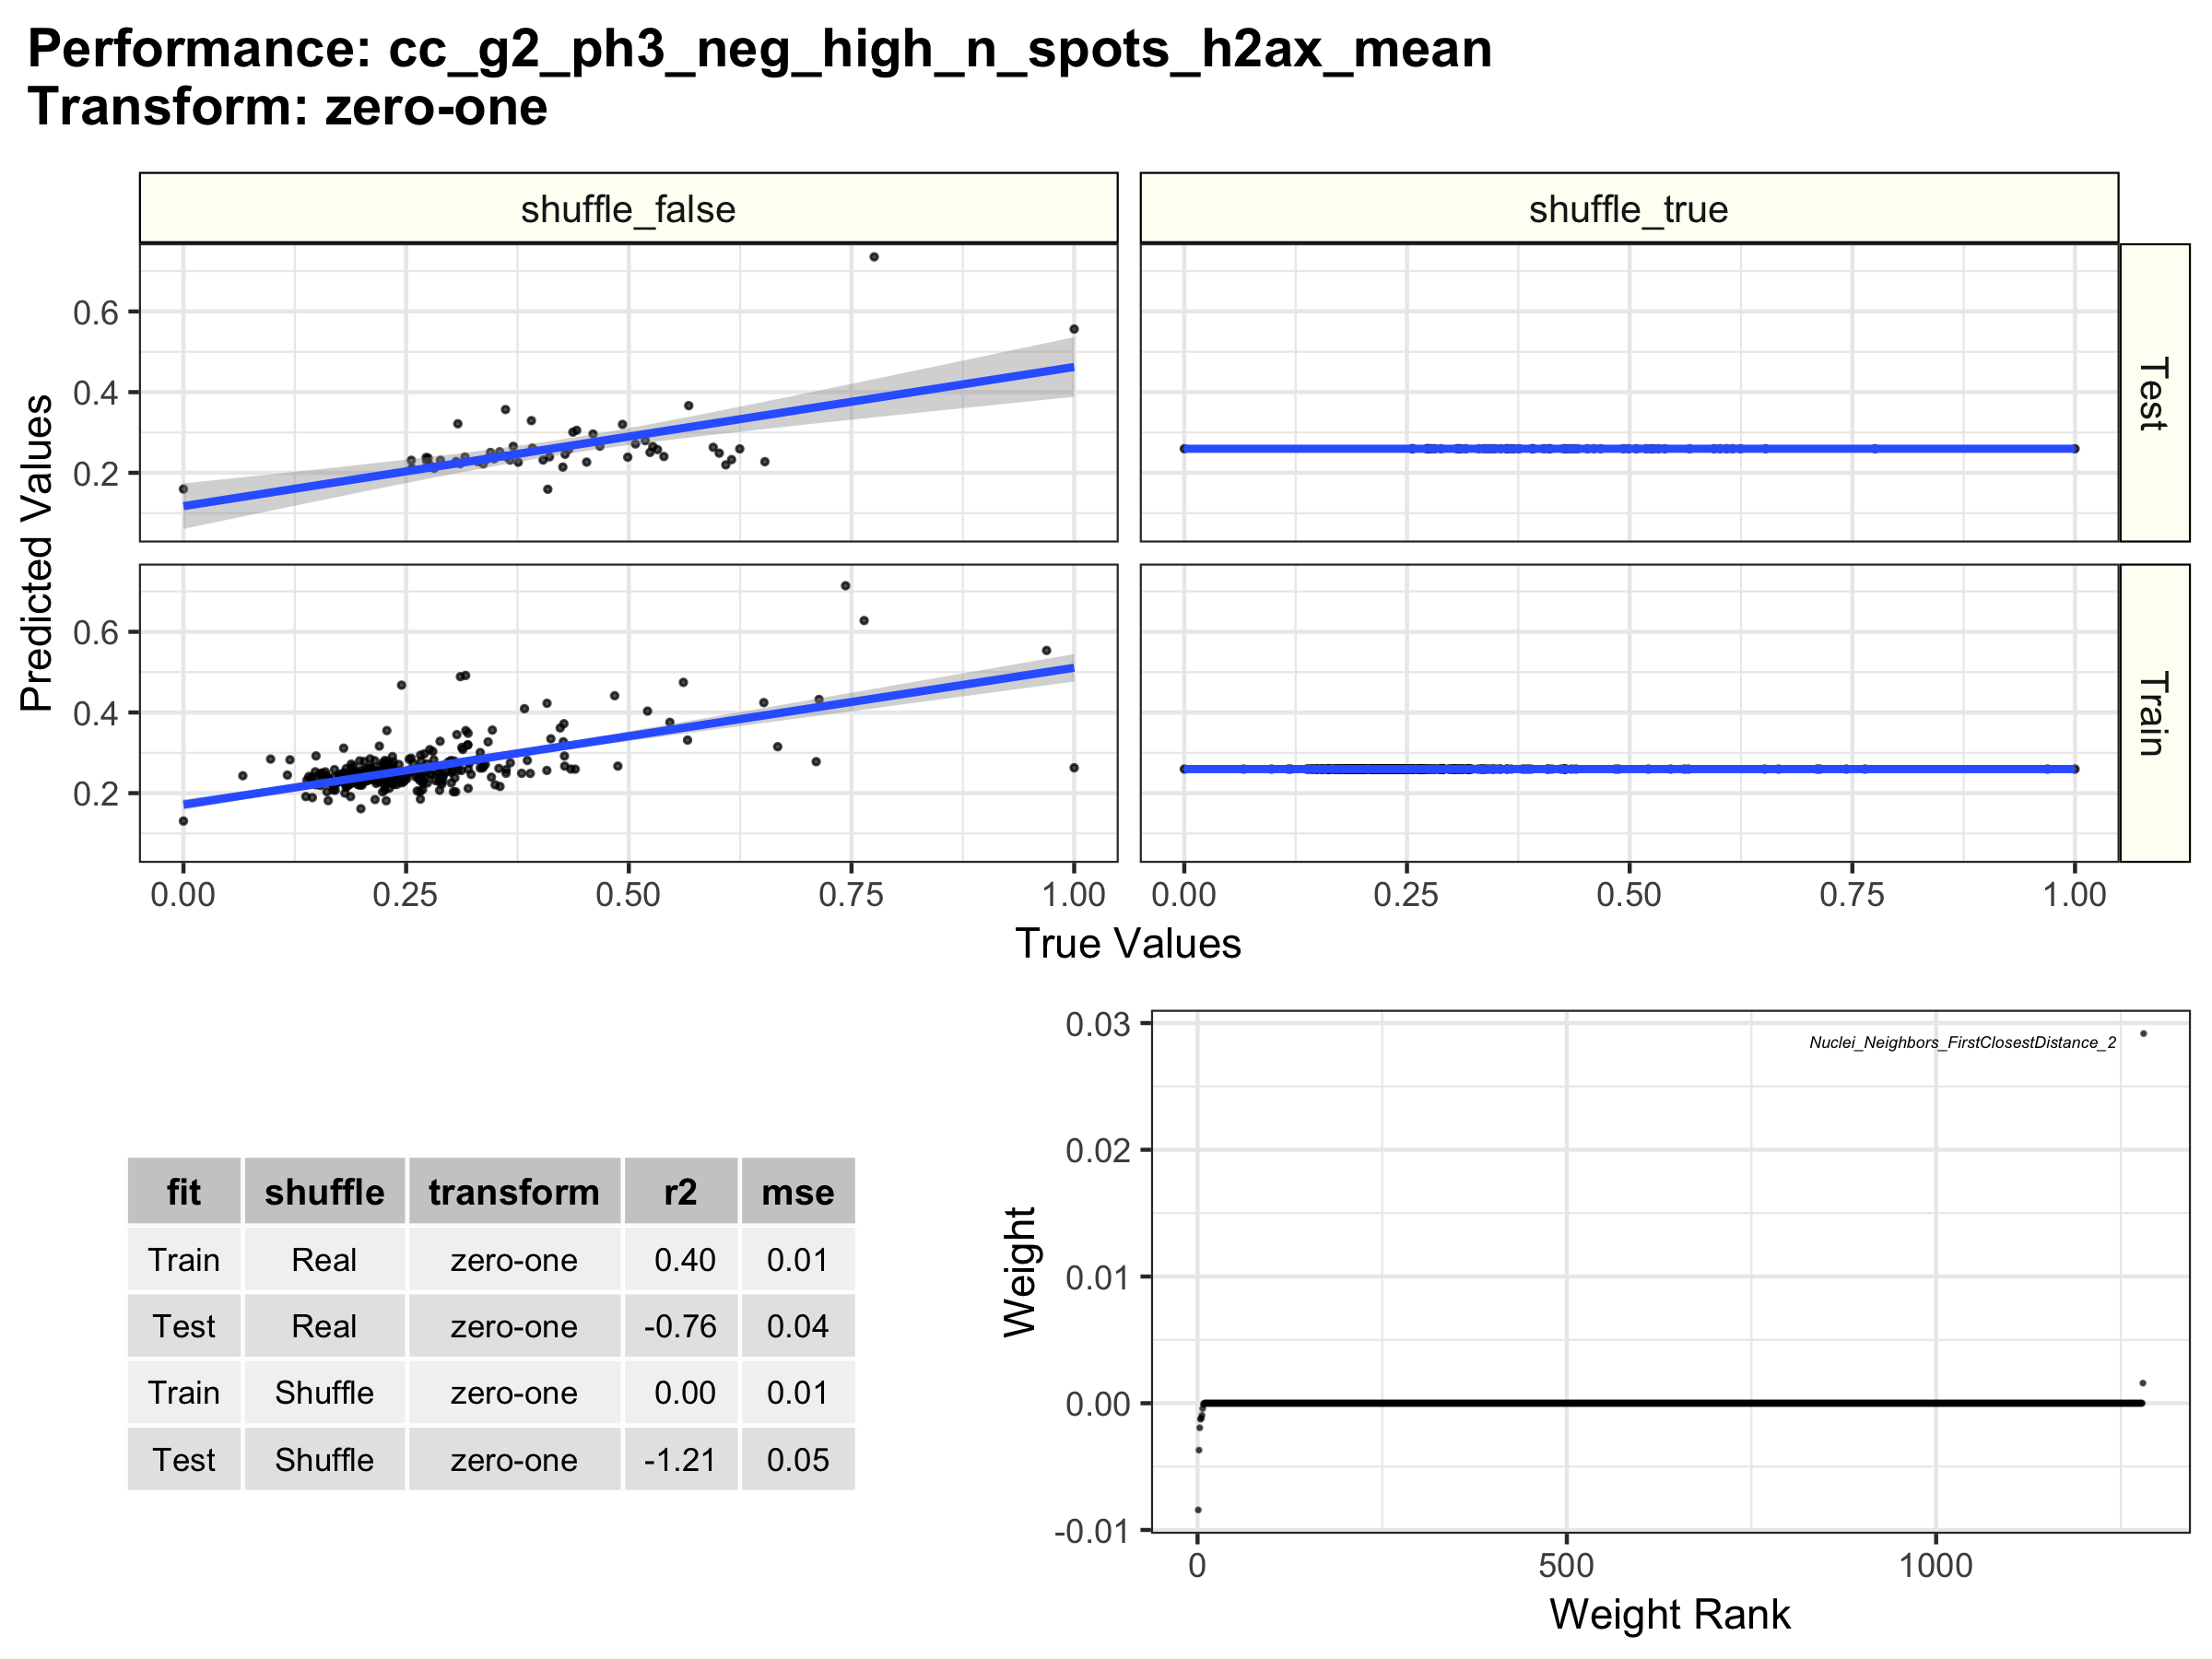 Performance: cc_g2_ph3_neg_high_n_spots_h2ax_mean
Transform: zero-one
shuffle_false
shuffle_true
0.6
0.4
0.2
Test
Predicted Values
0.6
0.4
0.2
Train
0.00 0.25 0.50 0.75 1.00 0.00 0.25 0.50 0.75 1.00
True Values
fit shuffle transform r2 mse
Train Real zero-one 0.40 0.01
Test Real zero-one -0.76 0.04
Train Shuffle zero-one 0.00 0.01
Test Shuffle zero-one -1.21 0.05
0.03
Nuclei_Neighbors_FirstClosestDistance_2
0.02
0.01
0.00
-0.01
Weight
0 500 1000
Weight Rank